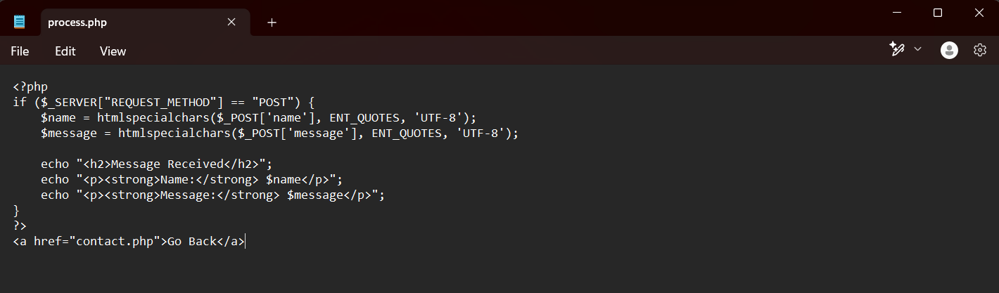 process.php
File Edit View
<?php
if ($_SERVER["REQUEST_METHOD"] == "POST") {
    $name = htmlspecialchars($_POST['name'], ENT_QUOTES, 'UTF-8');
    $message = htmlspecialchars($_POST['message'], ENT_QUOTES, 'UTF-8');

    echo "<h2>Message Received</h2>";
    echo "<p><strong>Name:</strong> $name</p>";
    echo "<p><strong>Message:</strong> $message</p>";
}
?>
<a href="contact.php">Go Back</a>